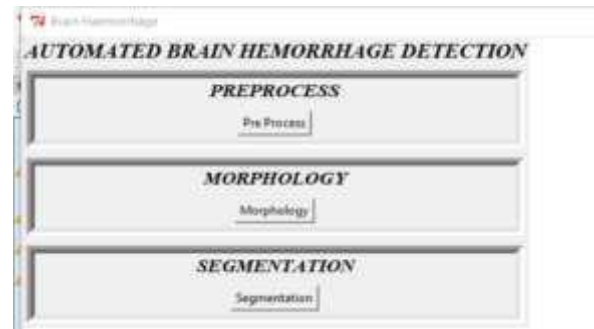 Brain Haemorrhage
AUTOMATED BRAIN HEMORRHAGE DETECTION
PREPROCESS
Pre Process
MORPHOLOGY
Morphology
SEGMENTATION
Segmentation